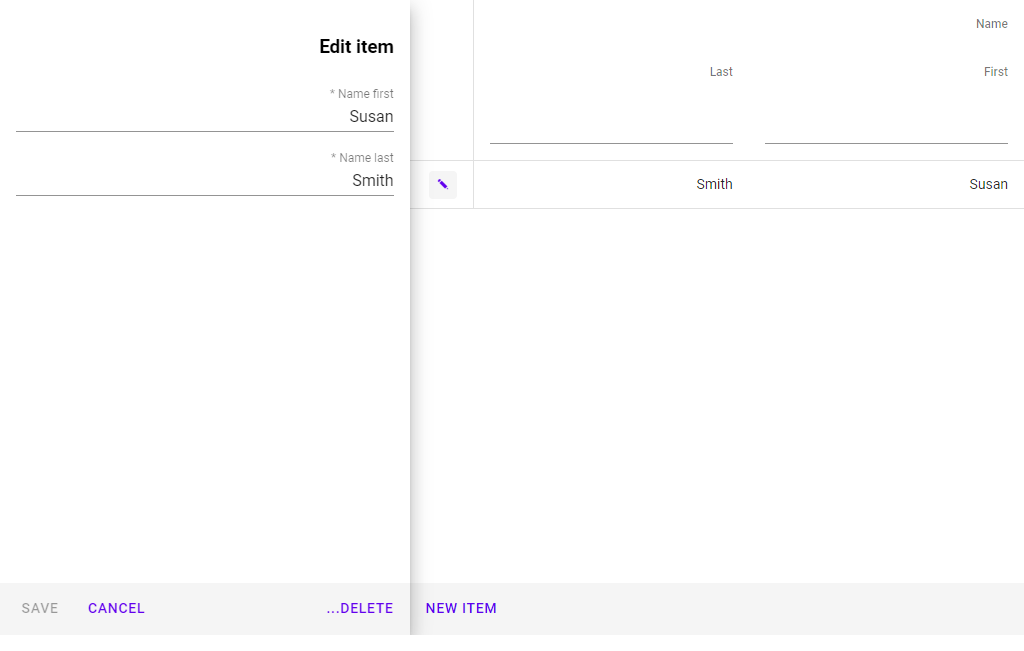 Edit item
* Name first
Susan
* Name last
Smith
SAVE
CANCEL
...DELETE
Name
Last
First
Smith
Susan
NEW ITEM